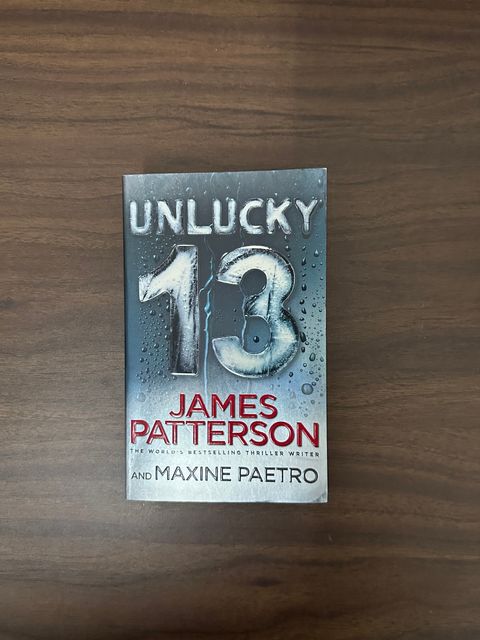 UNLUCKY
13
JAMES
PATTERSON
THE WORLD'S BESTSELLING THRILLER WRITER
AND MAXINE PAETRO